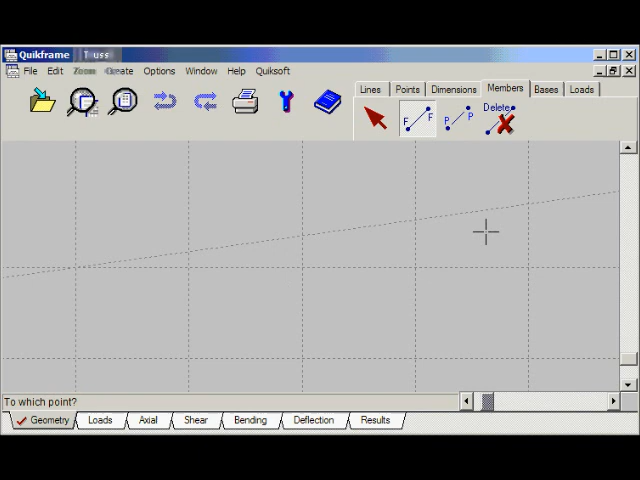 Quikframe Truss
File Edit Zoom Create Options Window Help Quiksoft
Lines Points Dimensions Members Bases Loads
F F P P Delete
To which point?
Geometry Loads Axial Shear Bending Deflection Results